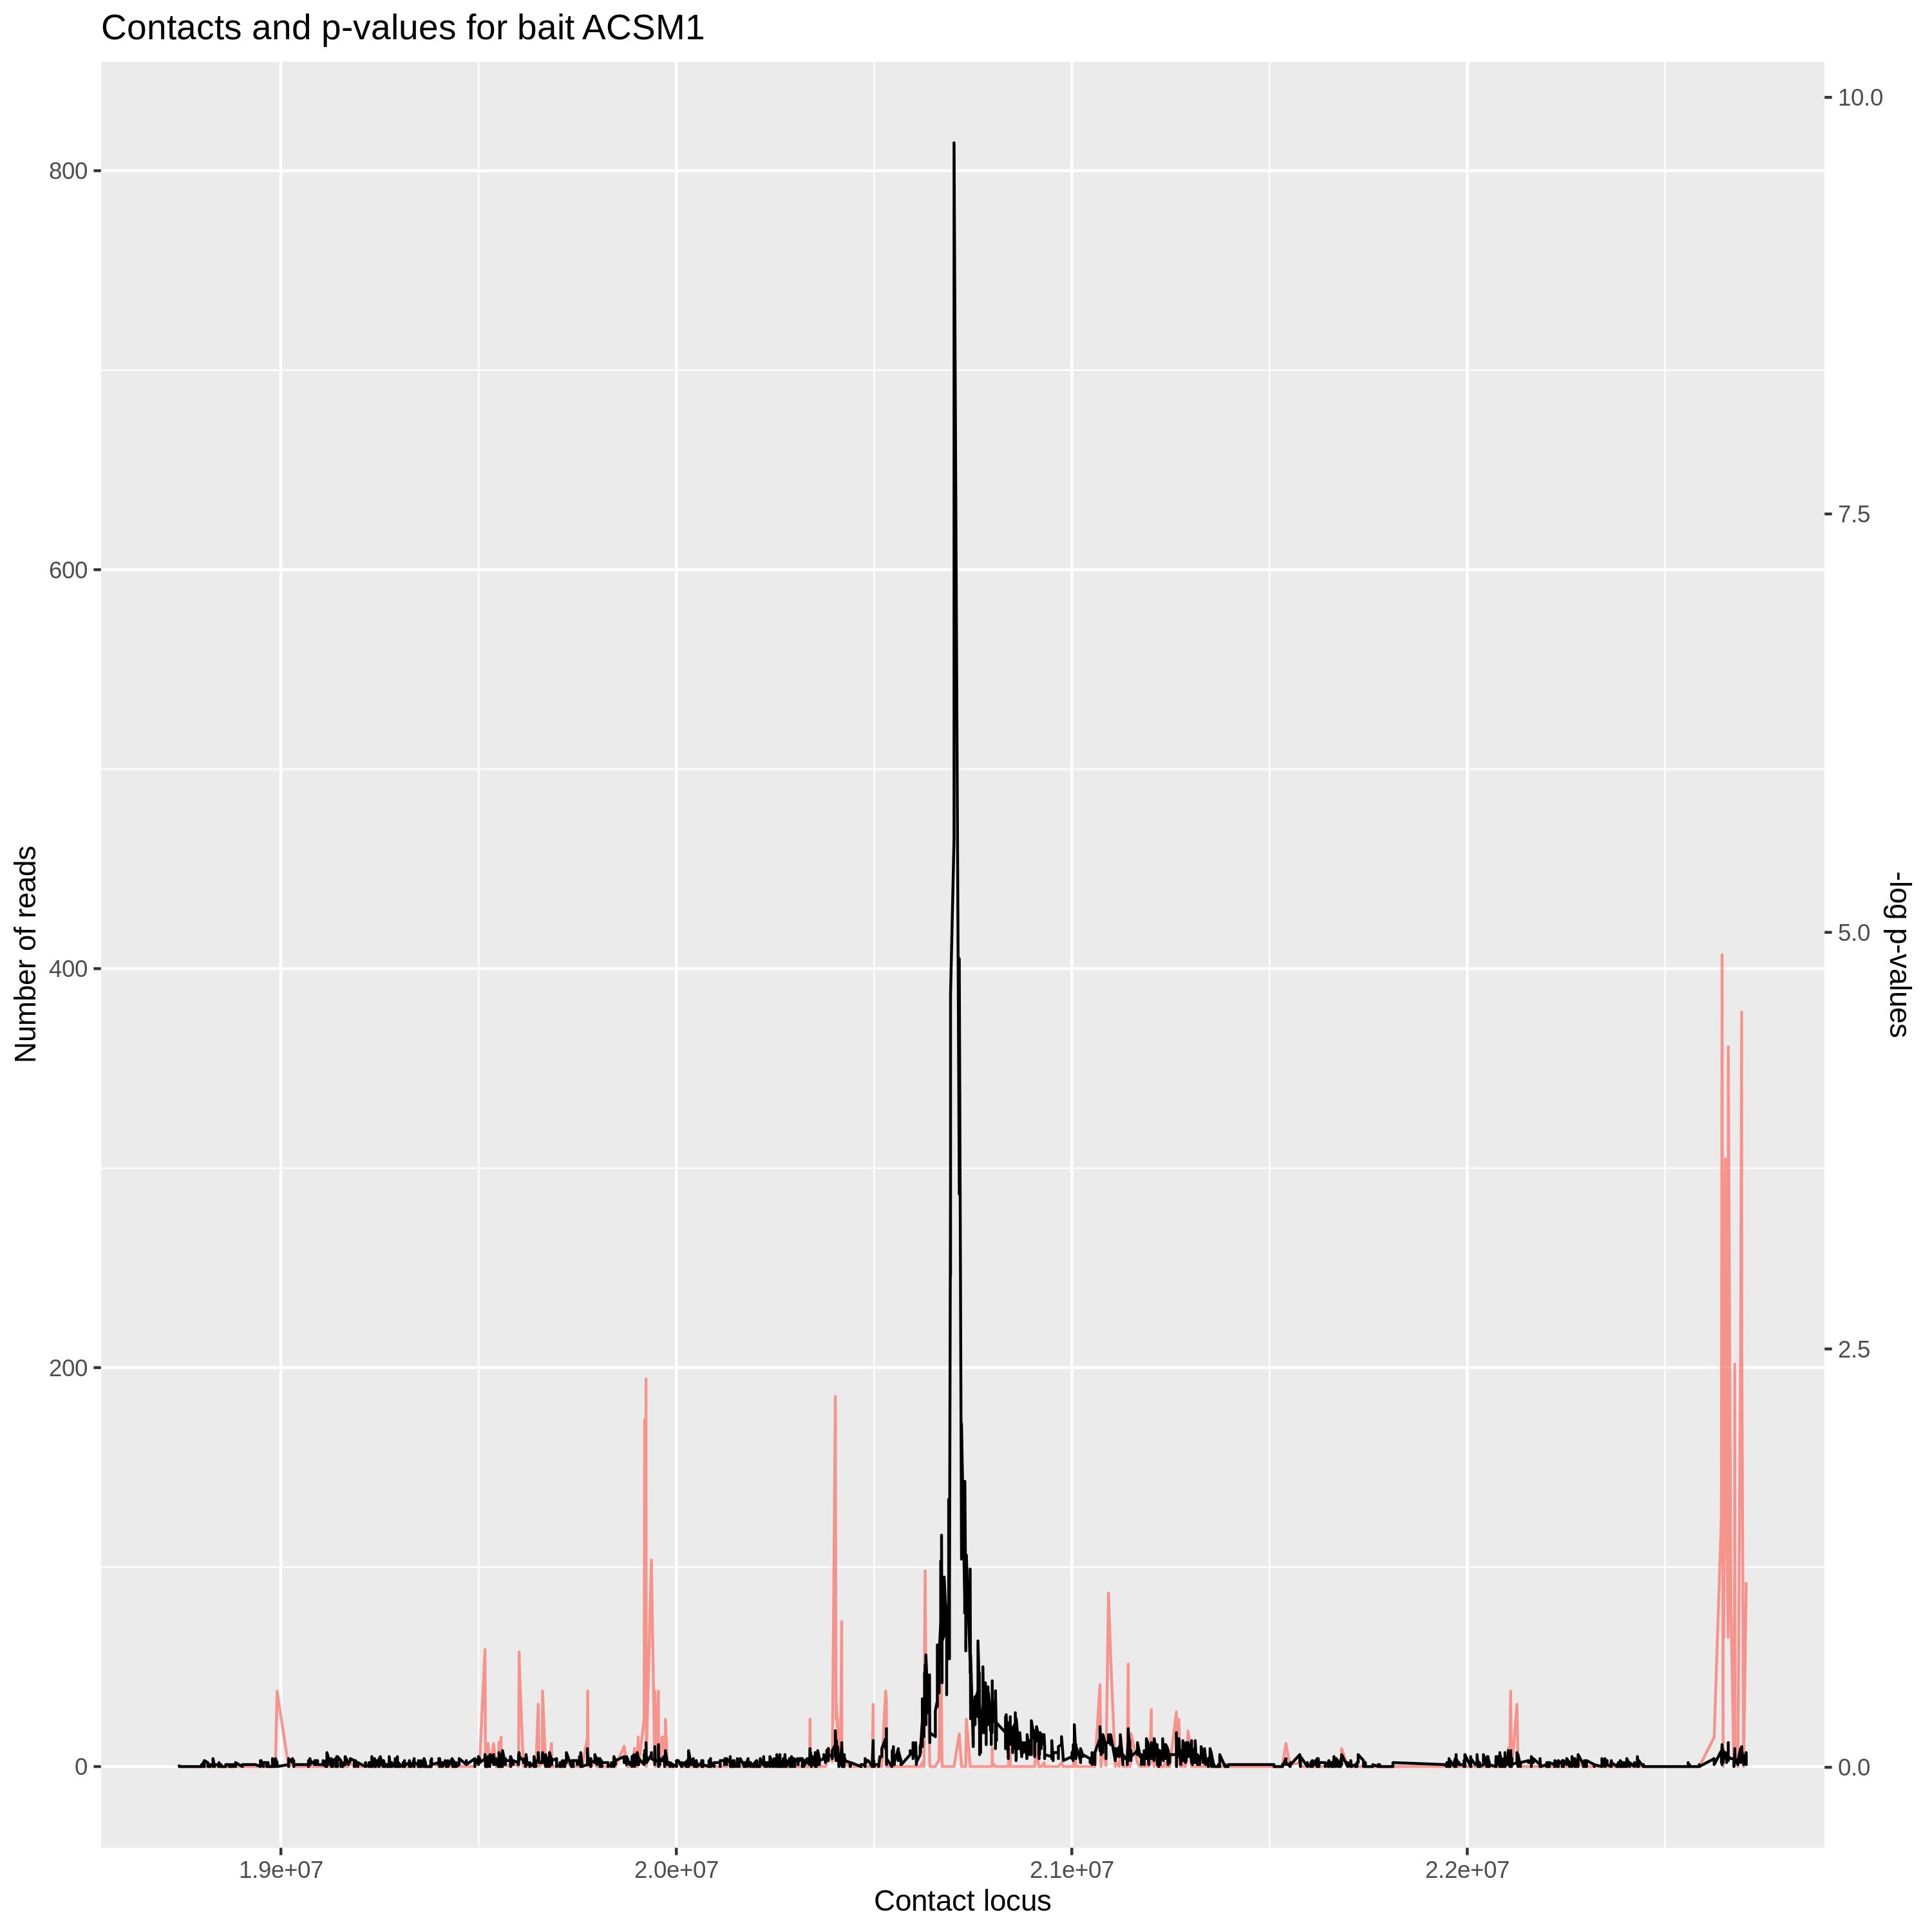 Contacts and p-values for bait ACSM1
Number of reads
800
600
400
200
0
10.0
7.5
5.0
2.5
0.0
-log p-values
1.9e+07
2.0e+07
2.1e+07
2.2e+07
Contact locus